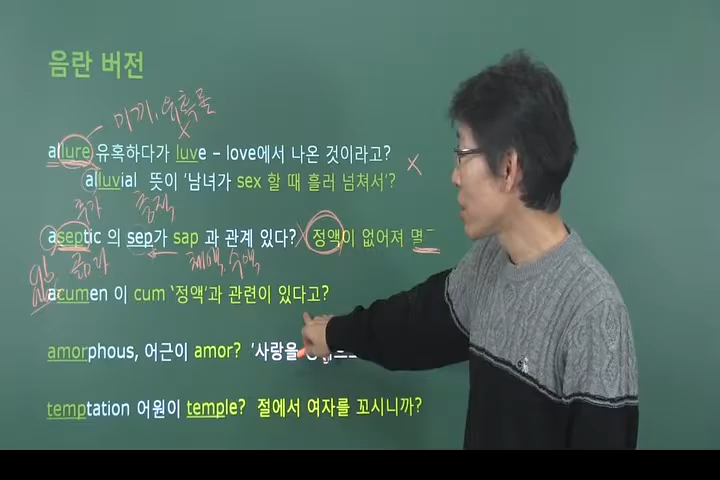 음란 버전
미끼, 유혹물
allure 유혹하다가 luve – love에서 나온 것이라고?
alluvial 뜻이 '남녀가 sex 할 때 흘러 넘쳐서'?
aseptic 의 sep가 sap 과 관계 있다? 정액이 없어져 멸
체액, 수액
acumen 이 cum '정액'과 관련이 있다고?
amorphous, 어근이 amor? '사랑을
temptation 어원이 temple? 절에서 여자를 꼬시니까?